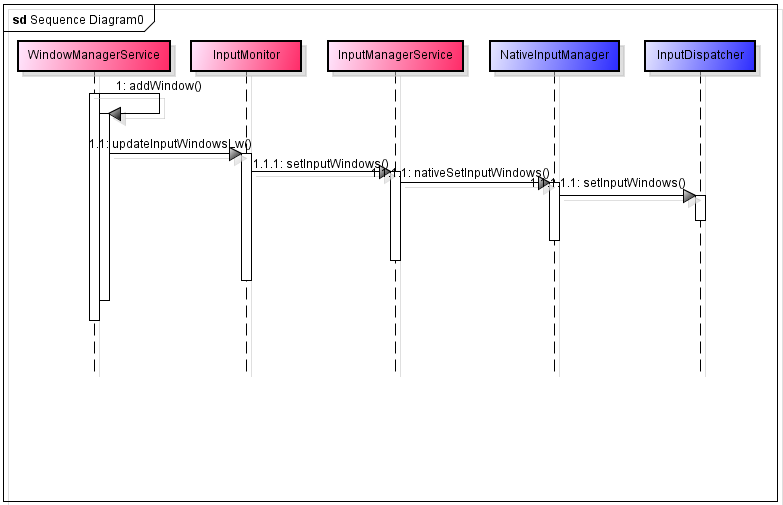 sd Sequence Diagram0
WindowManagerService
InputMonitor
InputManagerService
NativeInputManager
InputDispatcher
1: addWindow()
1.1: updateInputWindowsLw()
1.1.1: setInputWindows()
1.1.1.1: nativeSetInputWindows()
1.1.1.1.1: setInputWindows()